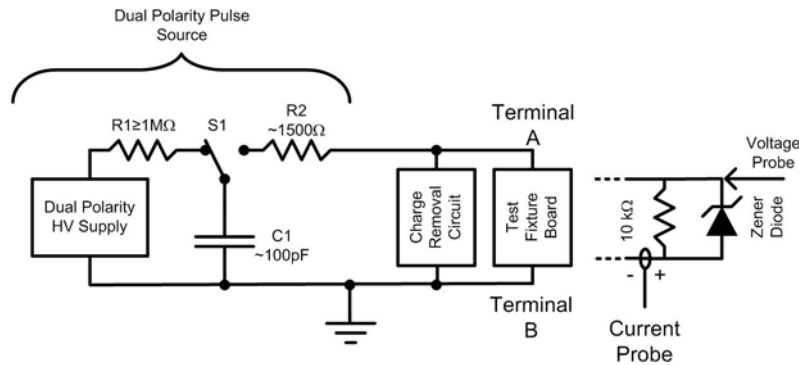 Dual Polarity Pulse
Source
R1≥1MΩ
S1
R2
~1500Ω
Dual Polarity
HV Supply
C1
~100pF
Charge
Removal
Circuit
Terminal
A
Test
Fixture
Board
Terminal
B
10 kΩ
Voltage
Probe
Zener
Diode
- +
Current
Probe